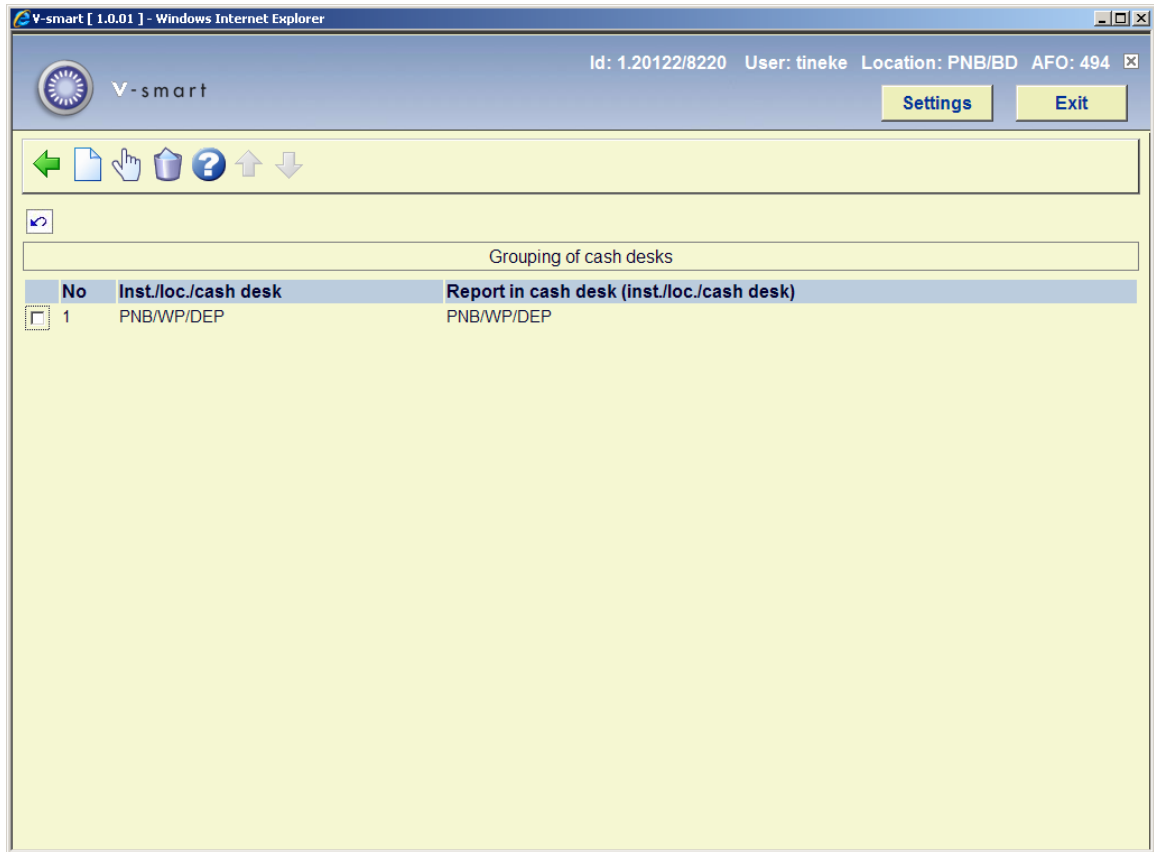 V-smart [ 1.0.01 ] - Windows Internet Explorer
Id: 1.20122/8220 User: tineke Location: PNB/BD AFO: 494
V-smart
Settings Exit
Grouping of cash desks
No Inst./loc./cash desk Report in cash desk (inst./loc./cash desk)
1 PNB/WP/DEP PNB/WP/DEP